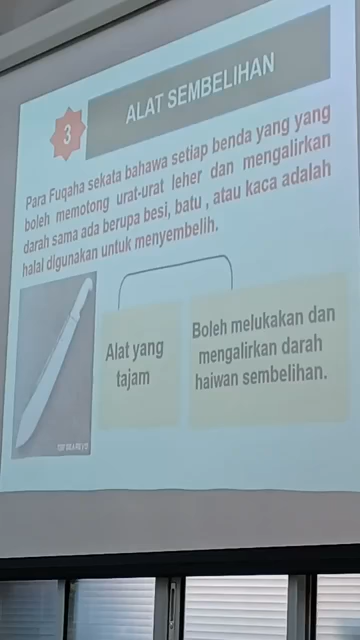 3
ALAT SEMBELIHAN
Para Fuqaha sekata bahawa setiap benda yang yang
boleh memotong urat-urat leher dan mengalirkan
darah sama ada berupa besi, batu , atau kaca adalah
halal digunakan untuk menyembelih.
Alat yang
tajam
Boleh melukakan dan
mengalirkan darah
haiwan sembelihan.